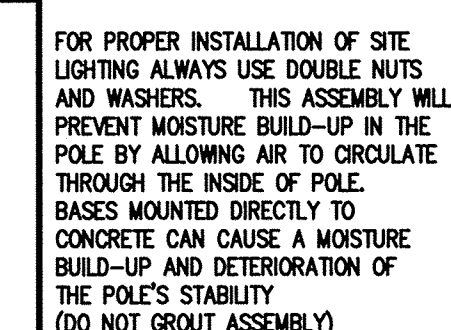 FOR PROPER INSTALLATION OF SITE
LIGHTING ALWAYS USE DOUBLE NUTS
AND WASHERS. THIS ASSEMBLY WILL
PREVENT MOISTURE BUILD-UP IN THE
POLE BY ALLOWING AIR TO CIRCULATE
THROUGH THE INSIDE OF POLE.
BASES MOUNTED DIRECTLY TO
CONCRETE CAN CAUSE A MOISTURE
BUILD-UP AND DETERIORATION OF
THE POLE'S STABILITY
(DO NOT GROUT ASSEMBLY)